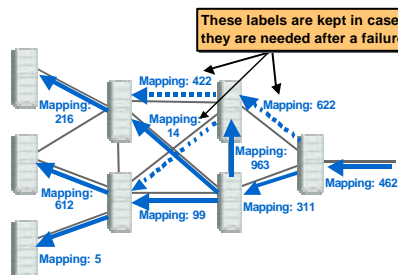 These labels are kept in case
they are needed after a failure
Mapping: 422
Mapping:
216
Mapping:
14
Mapping: 622
Mapping:
963
Mapping: 462
Mapping:
612
Mapping: 99
Mapping: 311
Mapping: 5